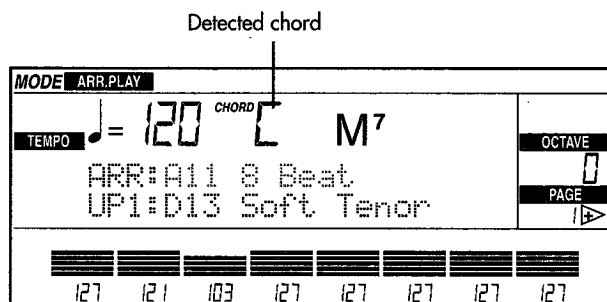 Detected chord
MODE ARR.PLAY
TEMPO ♩= 120 CHORD C M7
OCTAVE
0
ARR:A11 8 Beat
UP1:D13 Soft Tenor
PAGE
1+
127 121 103 127 127 127 127 127